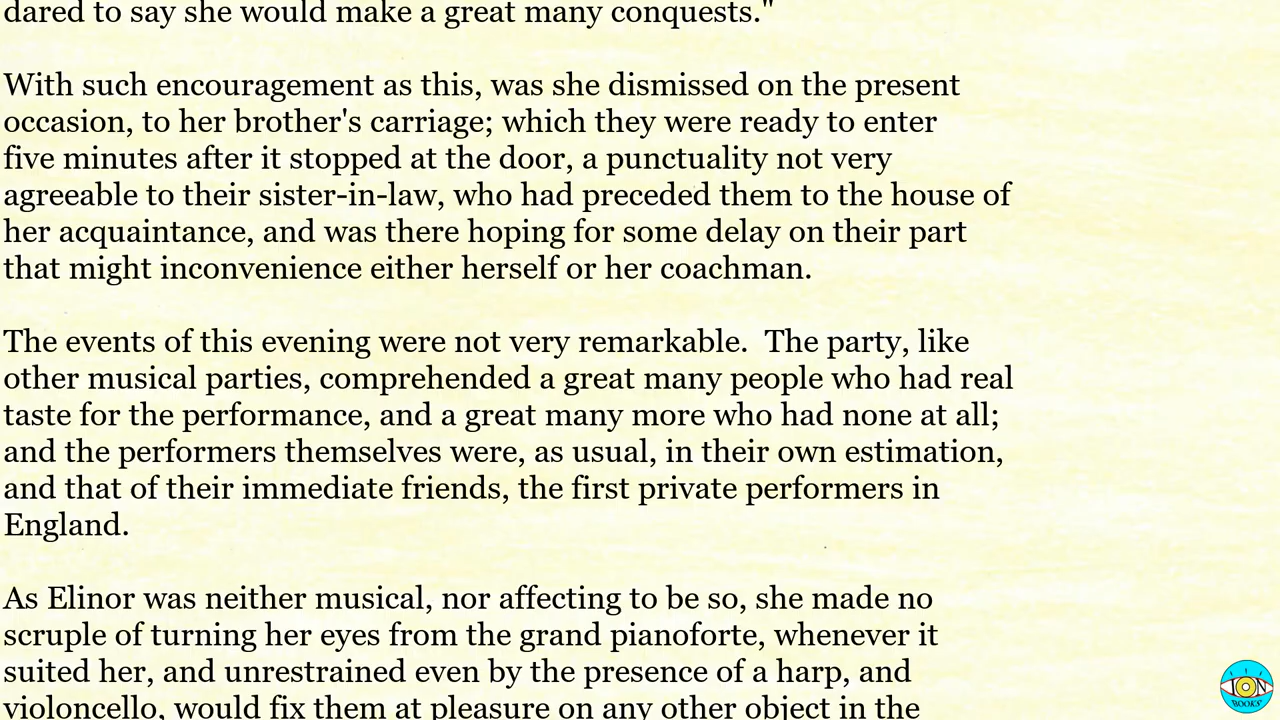 dared to say she would make a great many conquests."
With such encouragement as this, was she dismissed on the present
occasion, to her brother's carriage; which they were ready to enter
five minutes after it stopped at the door, a punctuality not very
agreeable to their sister-in-law, who had preceded them to the house of
her acquaintance, and was there hoping for some delay on their part
that might inconvenience either herself or her coachman.
The events of this evening were not very remarkable.  The party, like
other musical parties, comprehended a great many people who had real
taste for the performance, and a great many more who had none at all;
and the performers themselves were, as usual, in their own estimation,
and that of their immediate friends, the first private performers in
England.
As Elinor was neither musical, nor affecting to be so, she made no
scruple of turning her eyes from the grand pianoforte, whenever it
suited her, and unrestrained even by the presence of a harp, and
violoncello, would fix them at pleasure on any other object in the
ION
BOOKS